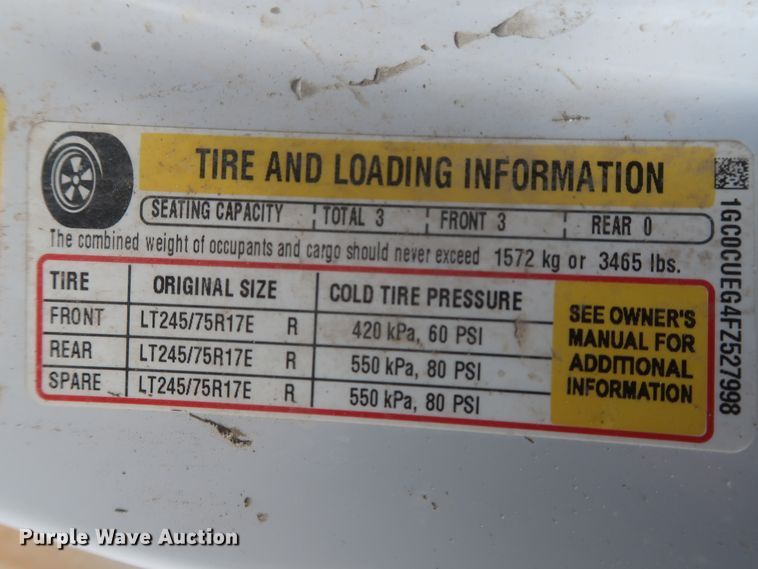 TIRE AND LOADING INFORMATION
SEATING CAPACITY TOTAL 3 FRONT 3 REAR 0
The combined weight of occupants and cargo should never exceed 1572 kg or 3465 lbs.
TIRE ORIGINAL SIZE COLD TIRE PRESSURE
FRONT LT245/75R17E R 420 kPa, 60 PSI
REAR LT245/75R17E R 550 kPa, 80 PSI
SPARE LT245/75R17E R 550 kPa, 80 PSI
SEE OWNER'S
MANUAL FOR
ADDITIONAL
INFORMATION
1GC0CUEG4FZ527998
Purple Wave Auction